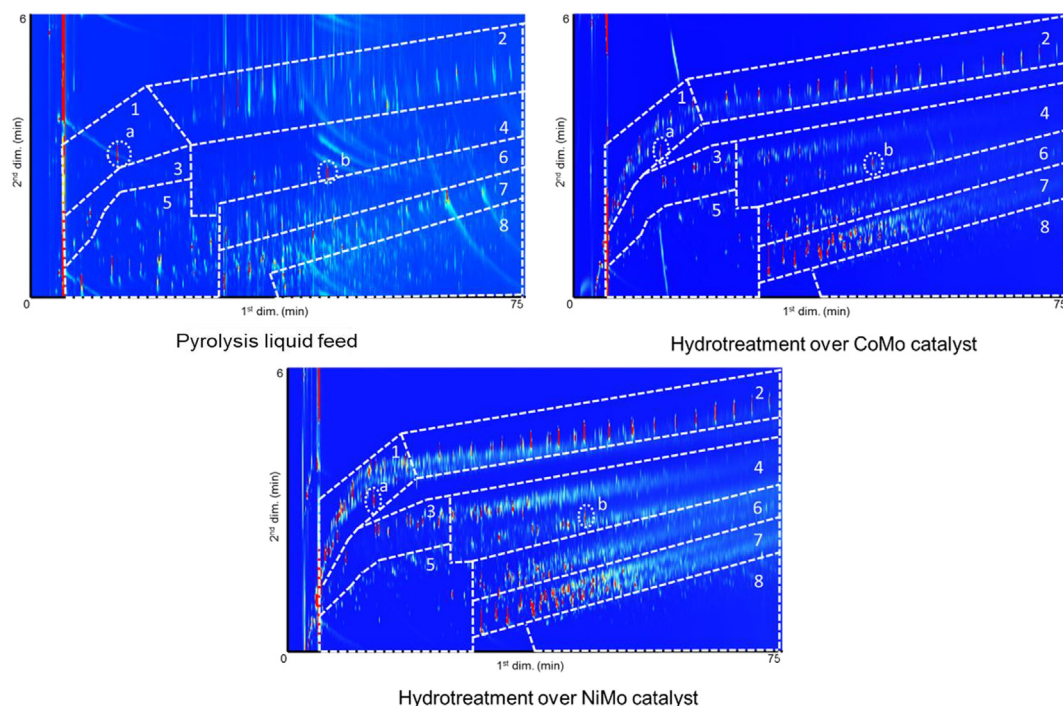 6
2
1
a
3
4
b
6
5
7
8
2nd dim. (min)
0
1st dim. (min)
75
Pyrolysis liquid feed
6
2
1
a
3
4
b
6
5
7
8
2nd dim. (min)
0
1st dim. (min)
75
Hydrotreatment over CoMo catalyst
6
2
1
a
3
4
b
6
5
7
8
2nd dim. (min)
0
1st dim. (min)
75
Hydrotreatment over NiMo catalyst